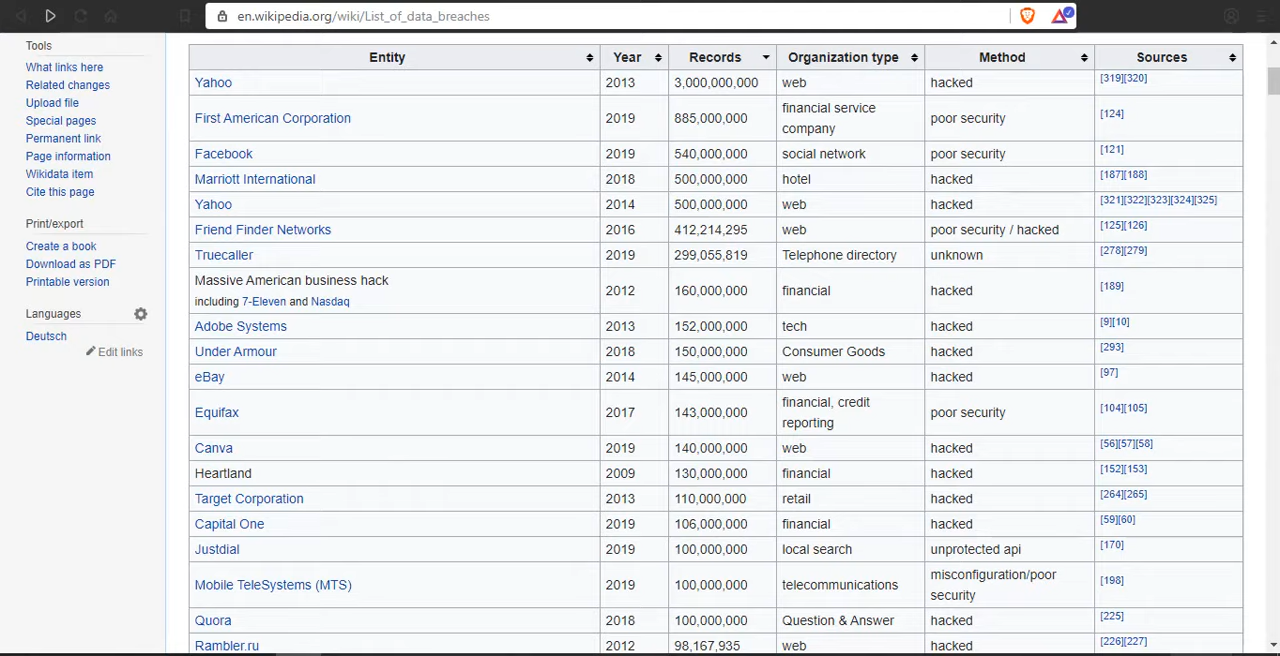 en.wikipedia.org/wiki/List_of_data_breaches
Tools
What links here
Related changes
Upload file
Special pages
Permanent link
Page information
Wikidata item
Cite this page
Print/export
Create a book
Download as PDF
Printable version
Languages
Deutsch
Edit links
Entity Year Records Organization type Method Sources
Yahoo 2013 3,000,000,000 web hacked [319][320]
First American Corporation 2019 885,000,000 financial service company poor security [124]
Facebook 2019 540,000,000 social network poor security [121]
Marriott International 2018 500,000,000 hotel hacked [187][188]
Yahoo 2014 500,000,000 web hacked [321][322][323][324][325]
Friend Finder Networks 2016 412,214,295 web poor security / hacked [125][126]
Truecaller 2019 299,055,819 Telephone directory unknown [278][279]
Massive American business hack
including 7-Eleven and Nasdaq 2012 160,000,000 financial hacked [189]
Adobe Systems 2013 152,000,000 tech hacked [9][10]
Under Armour 2018 150,000,000 Consumer Goods hacked [293]
eBay 2014 145,000,000 web hacked [97]
Equifax 2017 143,000,000 financial, credit reporting poor security [104][105]
Canva 2019 140,000,000 web hacked [56][57][58]
Heartland 2009 130,000,000 financial hacked [152][153]
Target Corporation 2013 110,000,000 retail hacked [264][265]
Capital One 2019 106,000,000 financial hacked [59][60]
Justdial 2019 100,000,000 local search unprotected api [170]
Mobile TeleSystems (MTS) 2019 100,000,000 telecommunications misconfiguration/poor security [198]
Quora 2018 100,000,000 Question & Answer hacked [225]
Rambler.ru 2012 98,167,935 web hacked [226][227]